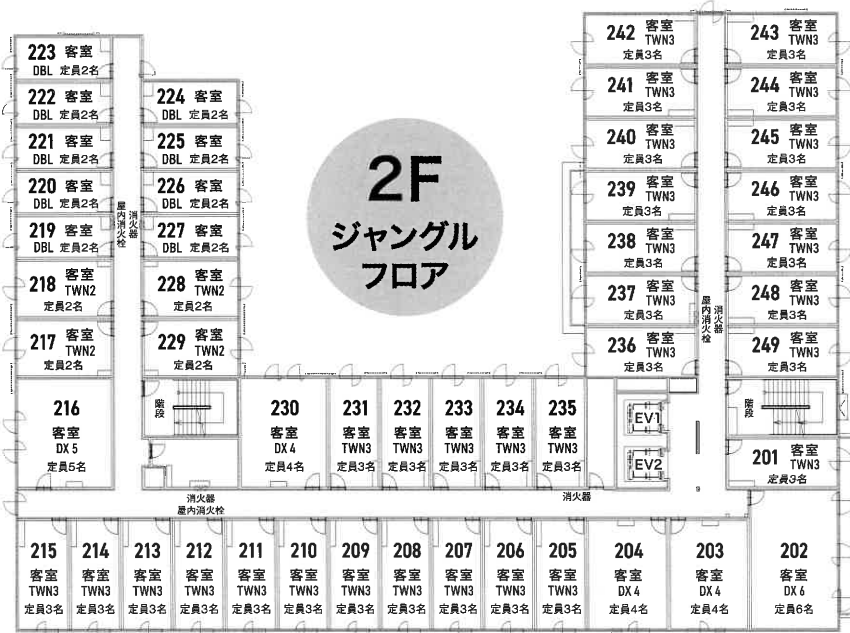 2F
ジャングル
フロア
223 客室
DBL 定員2名
222 客室
DBL 定員2名
221 客室
DBL 定員2名
220 客室
DBL 定員2名
219 客室
DBL 定員2名
218 客室
TWN2
定員2名
217 客室
TWN2
定員2名
216
客室
DX 5
定員5名
224 客室
DBL 定員2名
225 客室
DBL 定員2名
226 客室
DBL 定員2名
227 客室
DBL 定員2名
228 客室
TWN2
定員2名
229 客室
TWN2
定員2名
消火器
屋内消火栓
階段
230
客室
DX 4
定員4名
231
客室
TWN3
定員3名
232
客室
TWN3
定員3名
233
客室
TWN3
定員3名
234
客室
TWN3
定員3名
235
客室
TWN3
定員3名
242 客室
TWN3
定員3名
241 客室
TWN3
定員3名
240 客室
TWN3
定員3名
239 客室
TWN3
定員3名
238 客室
TWN3
定員3名
237 客室
TWN3
定員3名
236 客室
TWN3
定員3名
243 客室
TWN3
定員3名
244 客室
TWN3
定員3名
245 客室
TWN3
定員3名
246 客室
TWN3
定員3名
247 客室
TWN3
定員3名
248 客室
TWN3
定員3名
249 客室
TWN3
定員3名
消火器
屋内消火栓
EV1
EV2
階段
201 客室
TWN3
定員3名
消火器
屋内消火栓
消火器
215
客室
TWN3
定員3名
214
客室
TWN3
定員3名
213
客室
TWN3
定員3名
212
客室
TWN3
定員3名
211
客室
TWN3
定員3名
210
客室
TWN3
定員3名
209
客室
TWN3
定員3名
208
客室
TWN3
定員3名
207
客室
TWN3
定員3名
206
客室
TWN3
定員3名
205
客室
TWN3
定員3名
204
客室
DX 4
定員4名
203
客室
DX 4
定員4名
202
客室
DX 6
定員6名